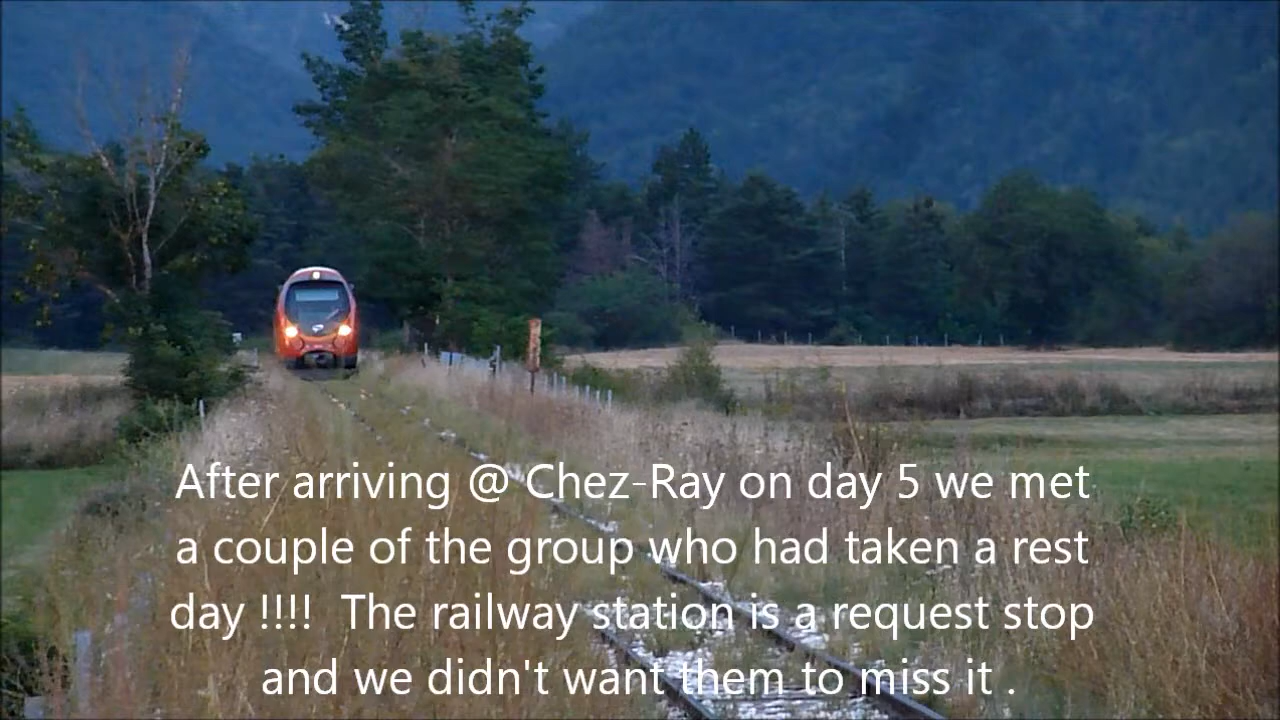 After arriving @ Chez-Ray on day 5 we met
a couple of the group who had taken a rest
day !!!!  The railway station is a request stop
and we didn't want them to miss it .